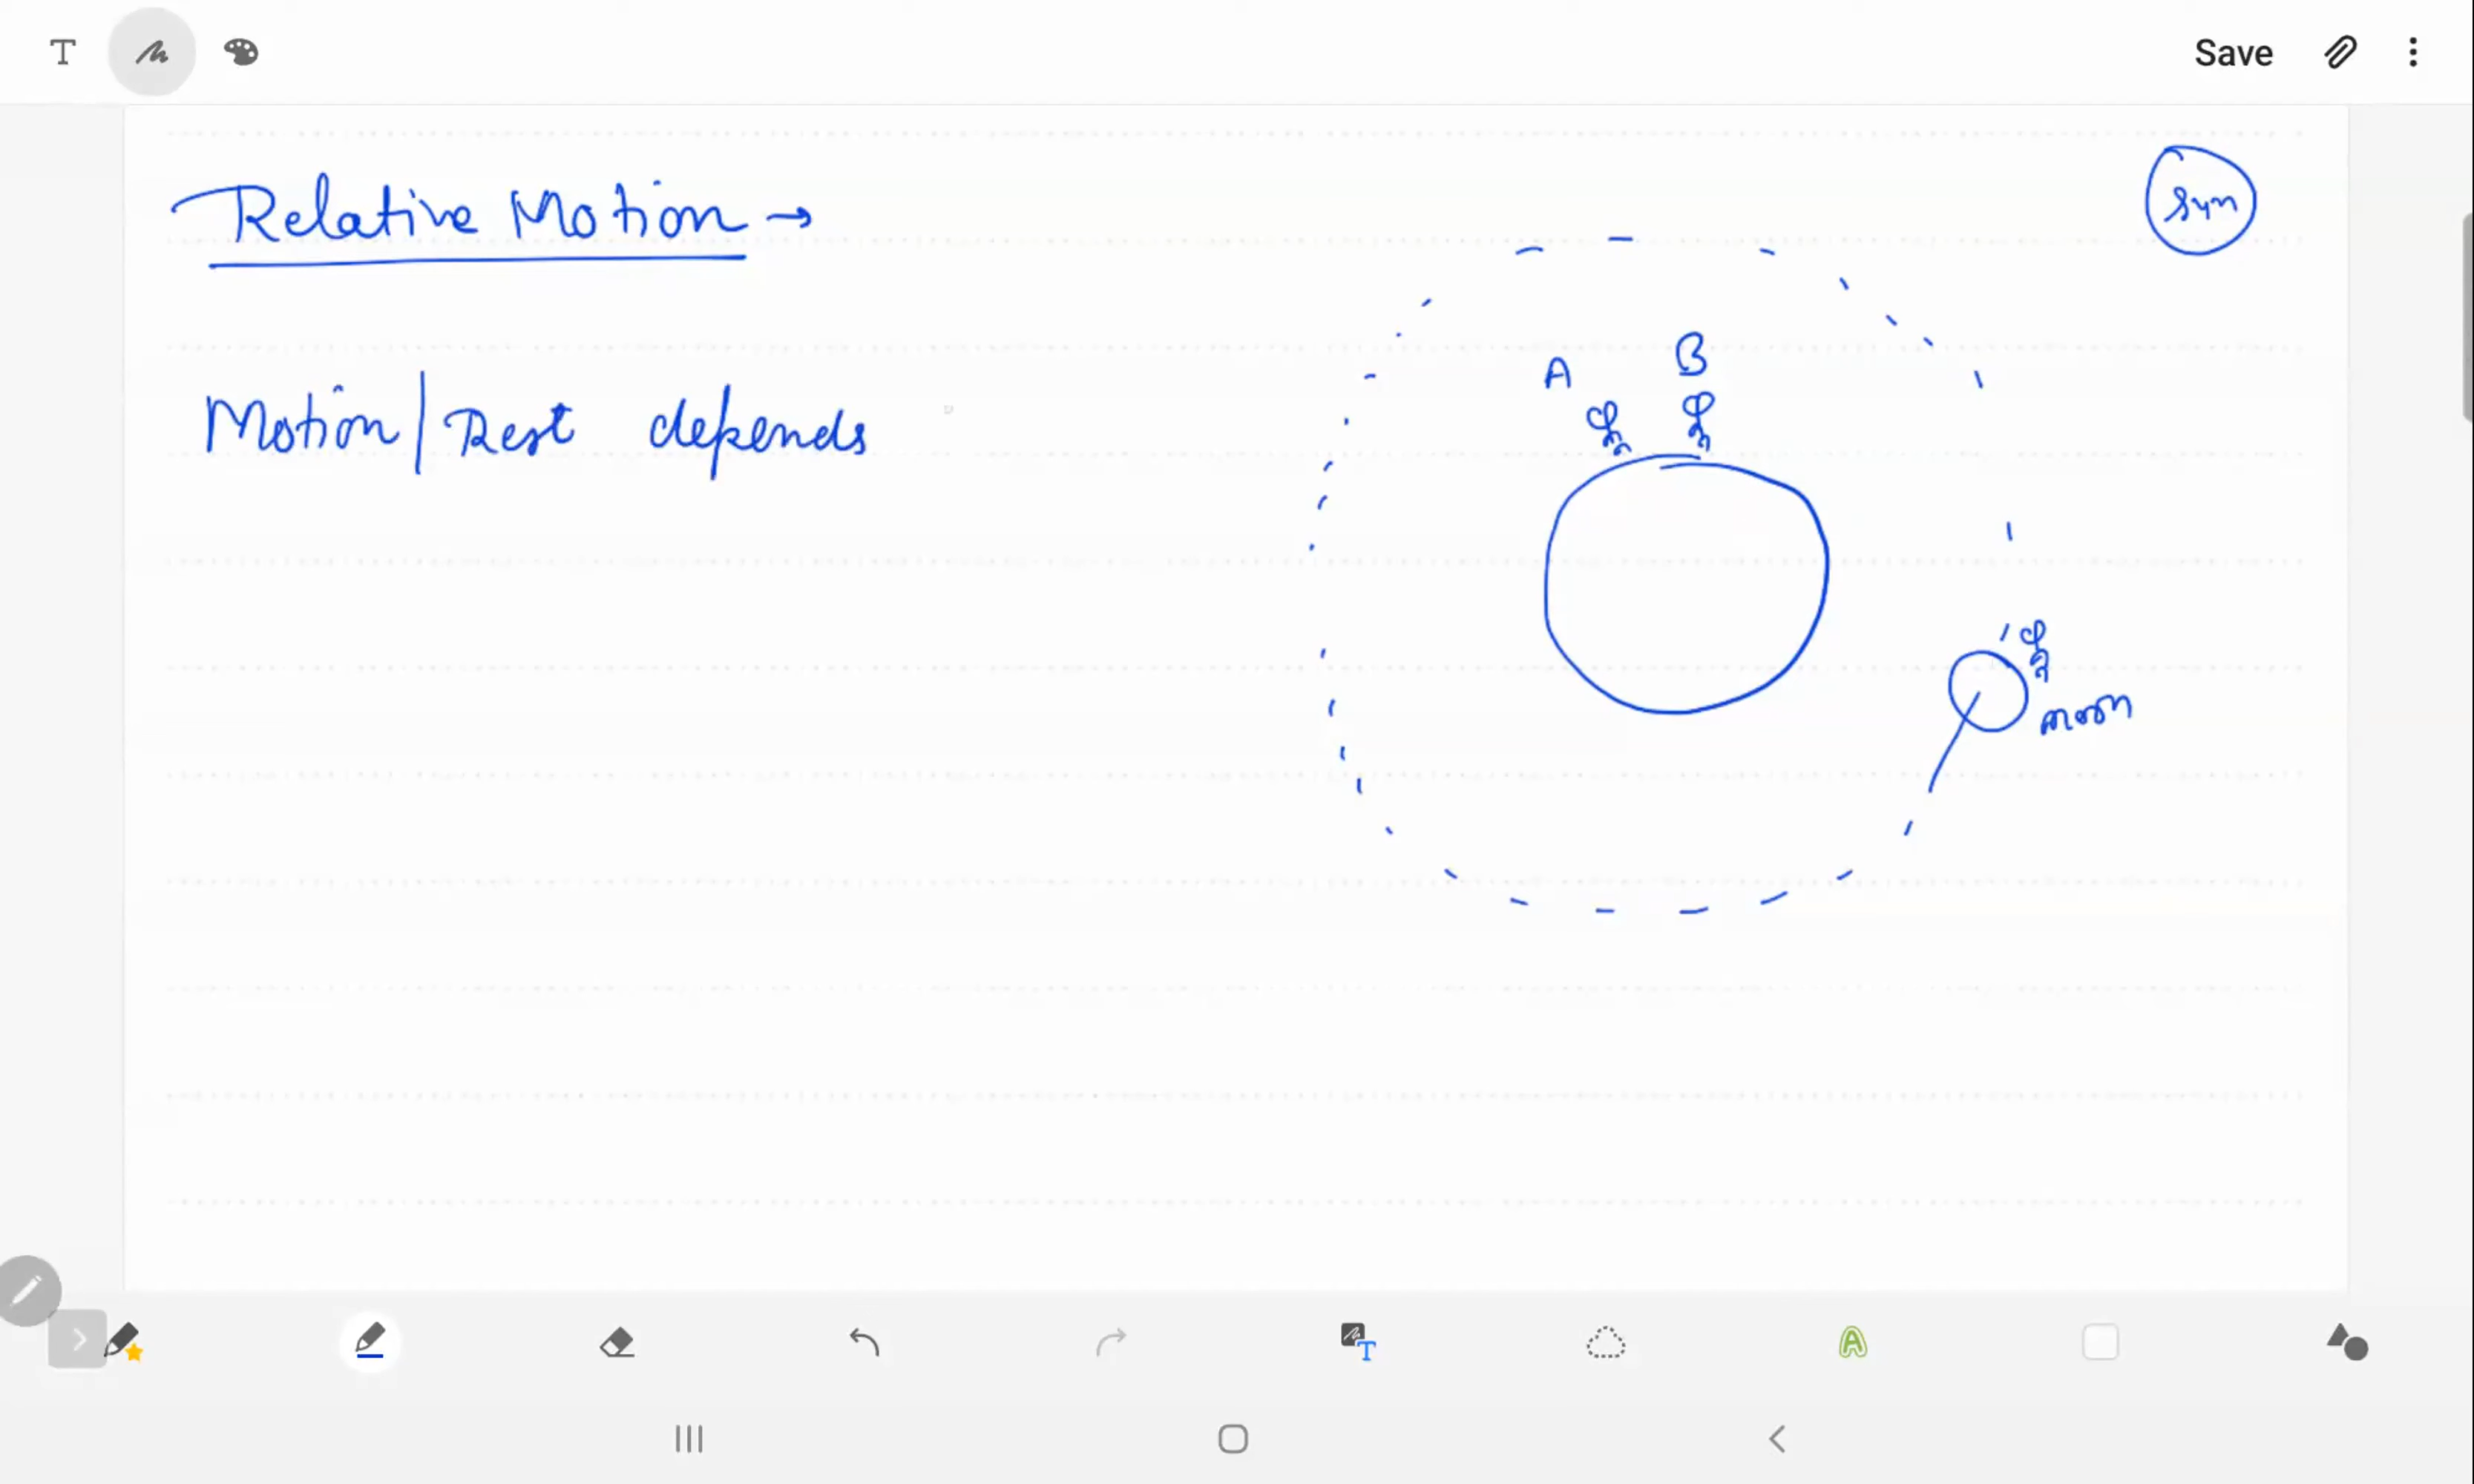 T
Save
Relative Motion →
Sun
A B
Motion/Rest depends
moon